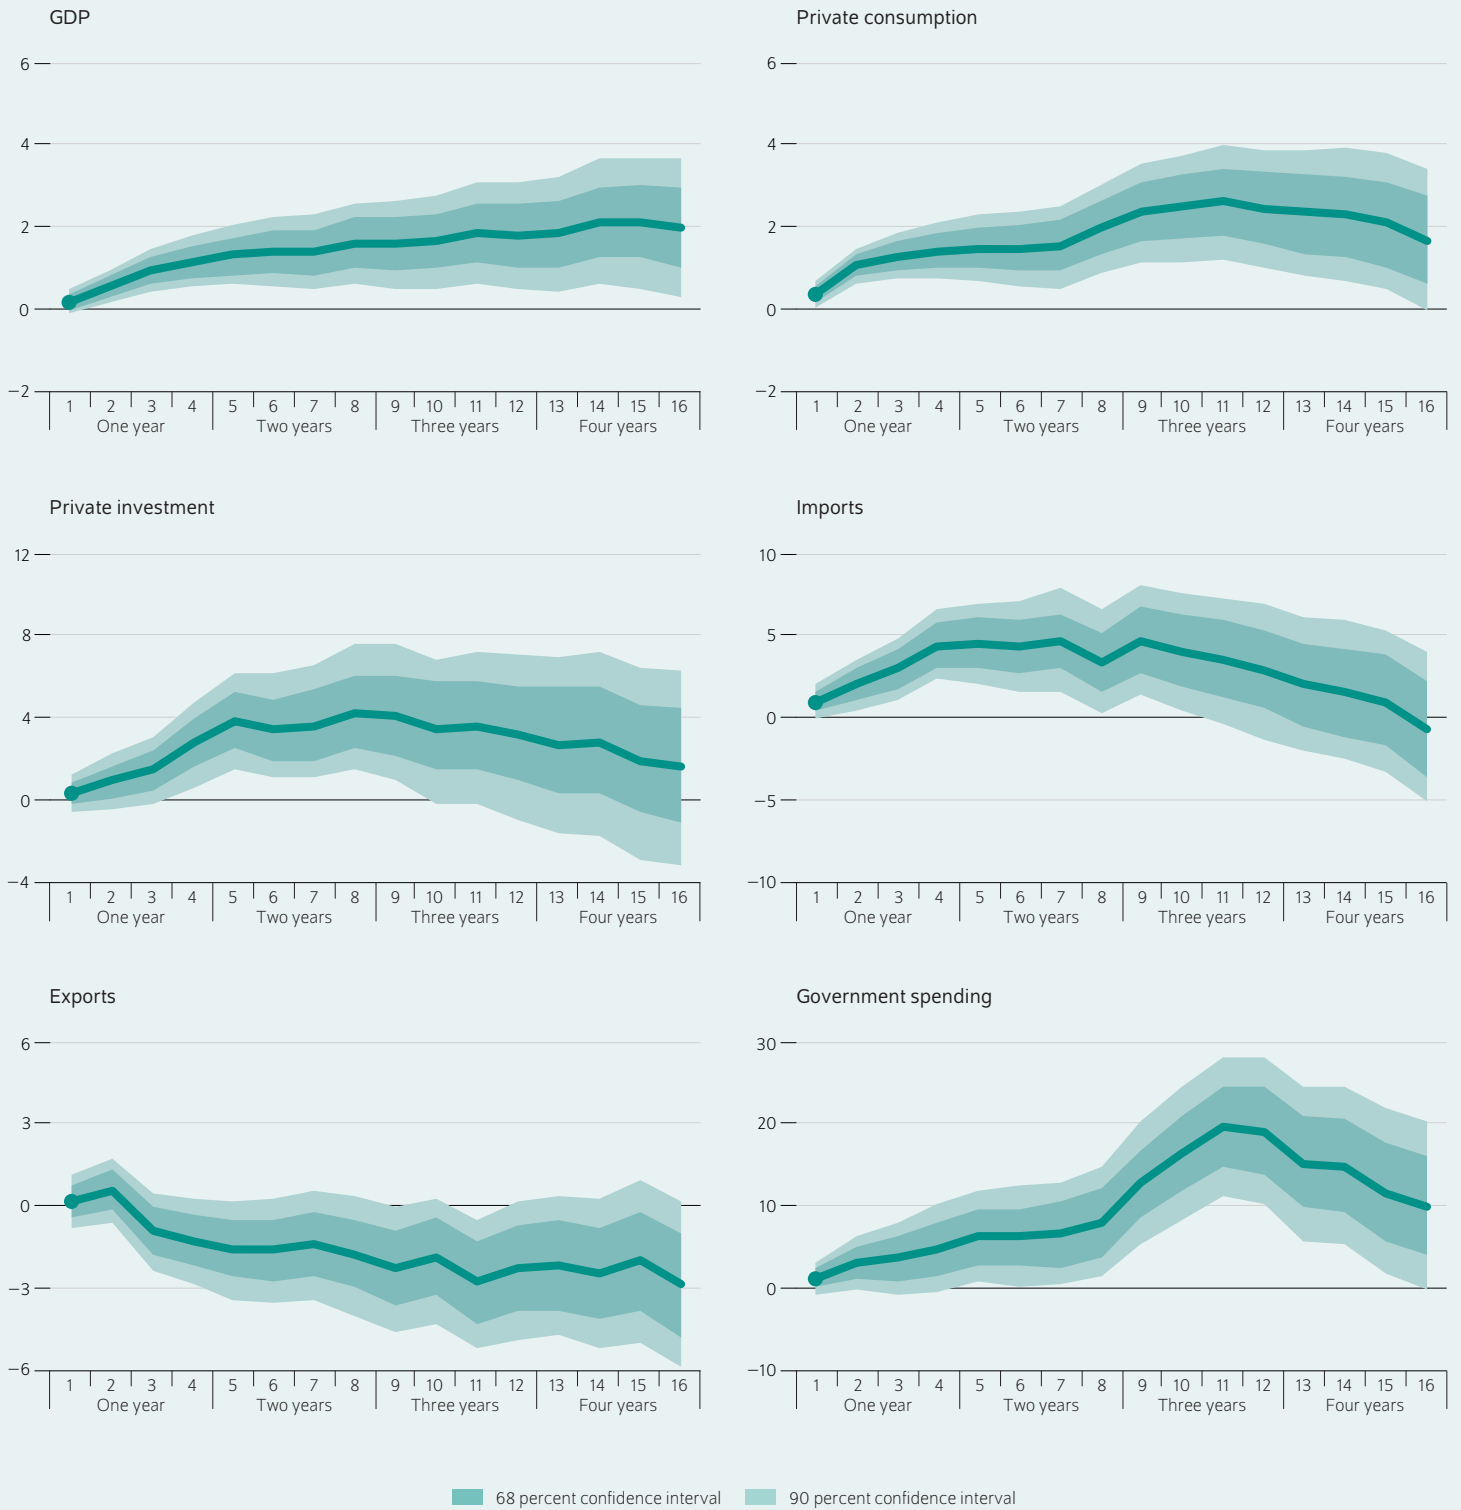 GDP
6
4
2
0
−2
1 2 3 4 5 6 7 8 9 10 11 12 13 14 15 16
One year Two years Three years Four years
Private consumption
6
4
2
0
−2
1 2 3 4 5 6 7 8 9 10 11 12 13 14 15 16
One year Two years Three years Four years
Private investment
12
8
4
0
−4
1 2 3 4 5 6 7 8 9 10 11 12 13 14 15 16
One year Two years Three years Four years
Imports
10
5
0
−5
−10
1 2 3 4 5 6 7 8 9 10 11 12 13 14 15 16
One year Two years Three years Four years
Exports
6
3
0
−3
−6
1 2 3 4 5 6 7 8 9 10 11 12 13 14 15 16
One year Two years Three years Four years
Government spending
30
20
10
0
−10
1 2 3 4 5 6 7 8 9 10 11 12 13 14 15 16
One year Two years Three years Four years
68 percent confidence interval 90 percent confidence interval